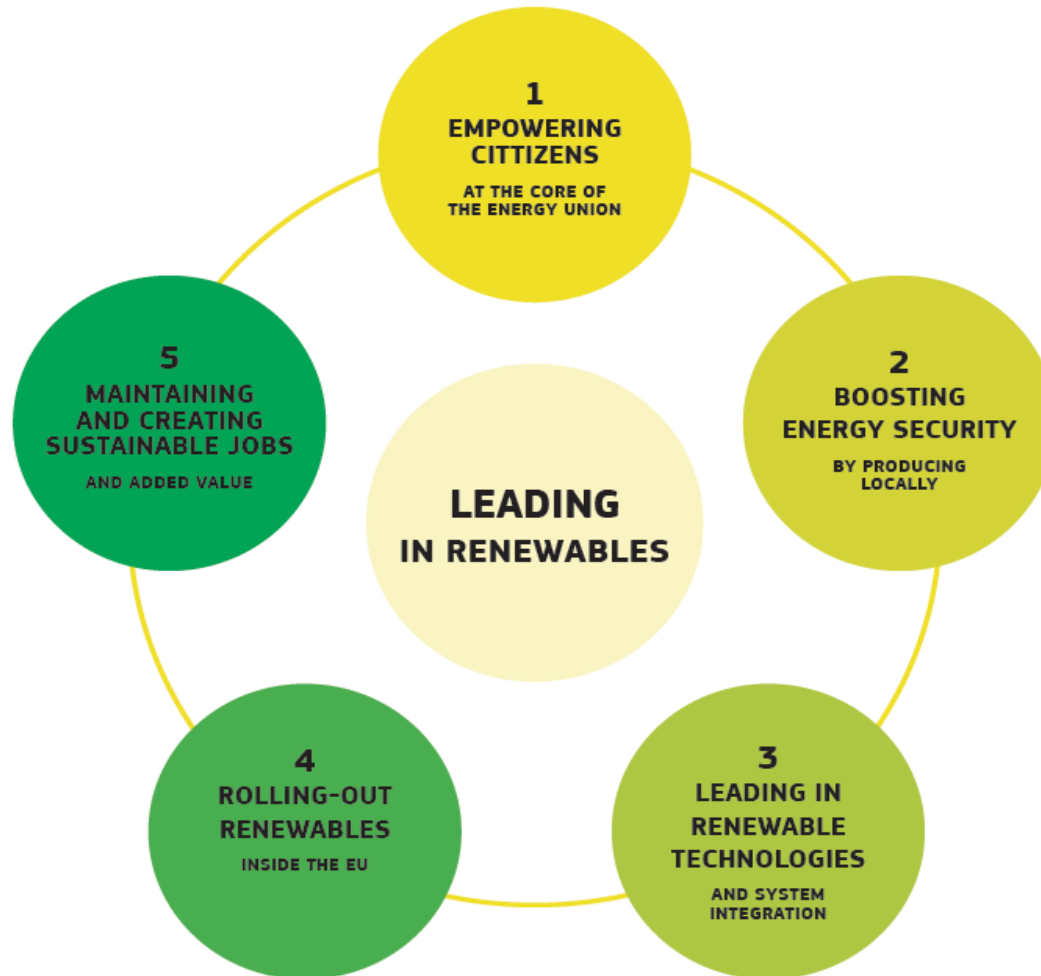 1
EMPOWERING
CITTIZENS
AT THE CORE OF
THE ENERGY UNION
2
BOOSTING
ENERGY SECURITY
BY PRODUCING
LOCALLY
3
LEADING IN
RENEWABLE
TECHNOLOGIES
AND SYSTEM
INTEGRATION
4
ROLLING-OUT
RENEWABLES
INSIDE THE EU
5
MAINTAINING
AND CREATING
SUSTAINABLE JOBS
AND ADDED VALUE
LEADING
IN RENEWABLES